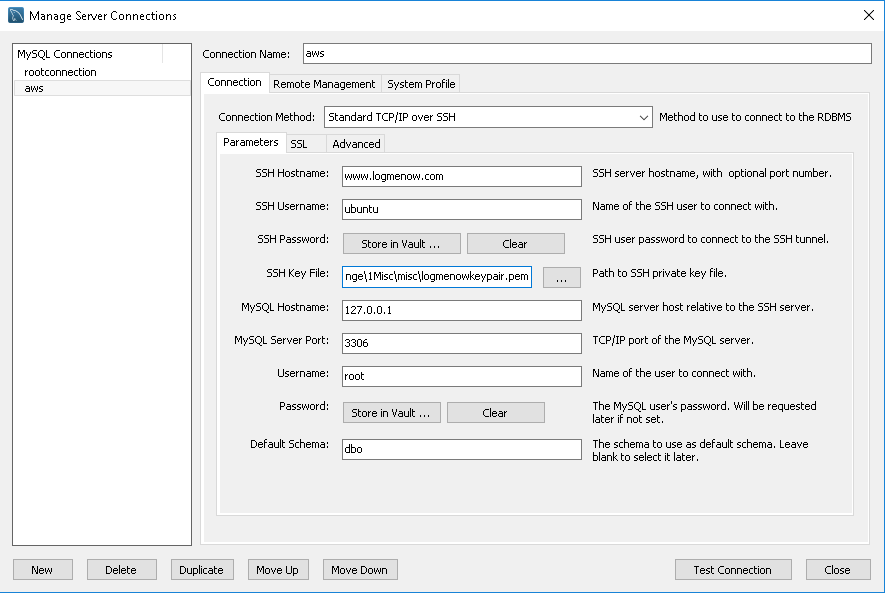 Manage Server Connections
MySQL Connections
rootconnection
aws
Connection Name: aws
Connection Remote Management System Profile
Connection Method: Standard TCP/IP over SSH Method to use to connect to the RDBMS
Parameters SSL Advanced
SSH Hostname: www.logmenow.com SSH server hostname, with optional port number.
SSH Username: ubuntu Name of the SSH user to connect with.
SSH Password: Store in Vault ... Clear SSH user password to connect to the SSH tunnel.
SSH Key File: nge\1Misc\misc\logmenowkeypair.pem ... Path to SSH private key file.
MySQL Hostname: 127.0.0.1 MySQL server host relative to the SSH server.
MySQL Server Port: 3306 TCP/IP port of the MySQL server.
Username: root Name of the user to connect with.
Password: Store in Vault ... Clear The MySQL user's password. Will be requested
later if not set.
Default Schema: dbo The schema to use as default schema. Leave
blank to select it later.
New Delete Duplicate Move Up Move Down Test Connection Close